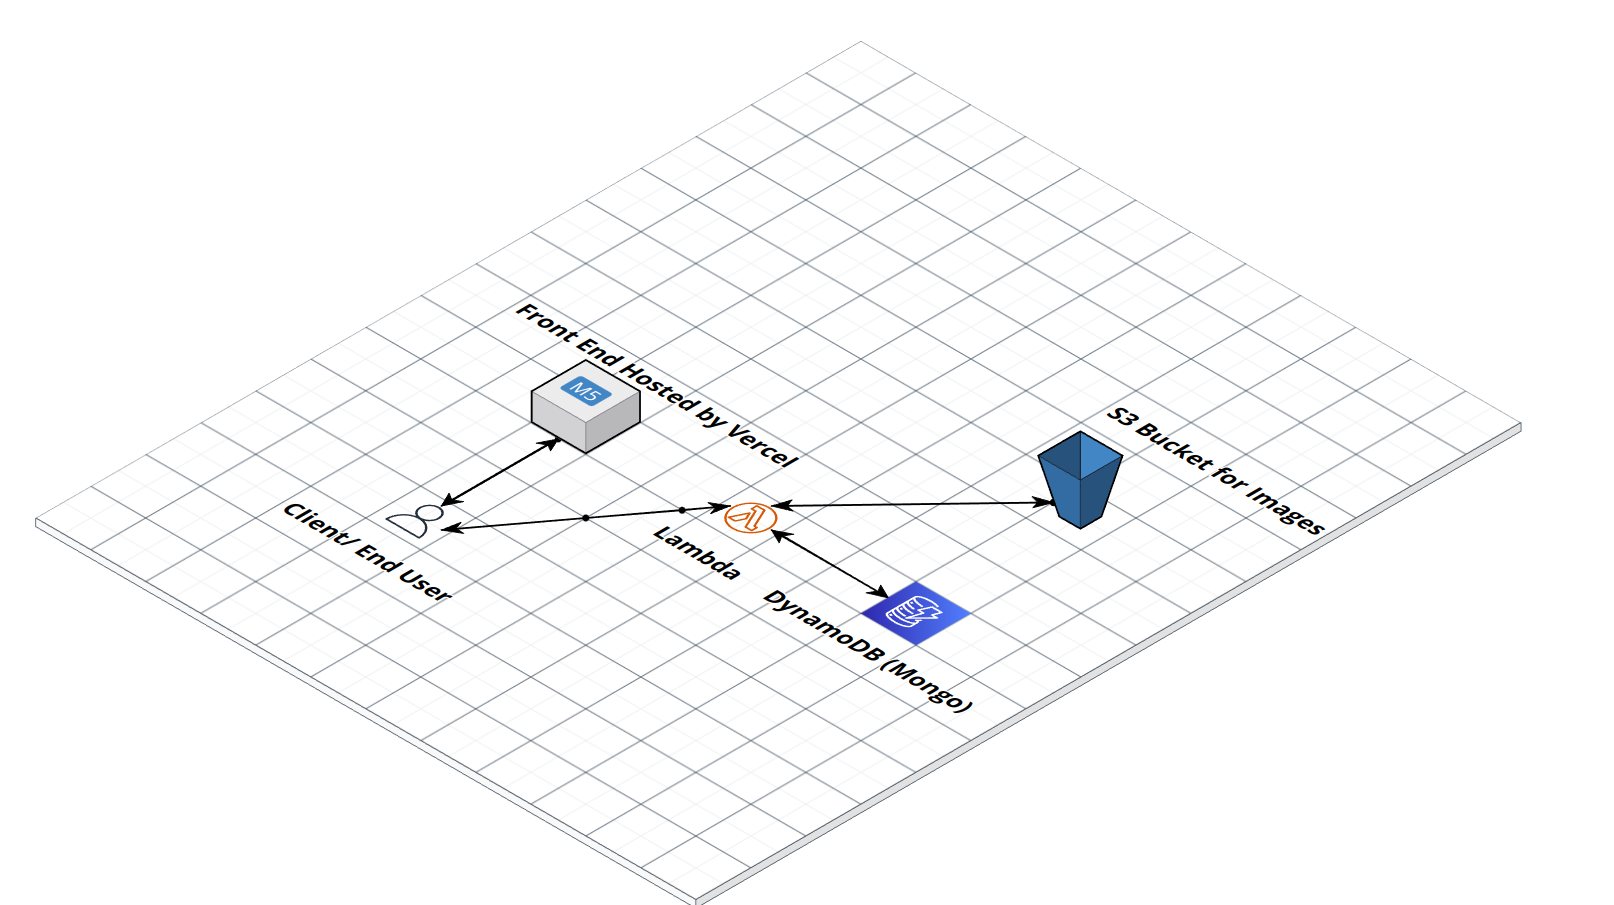 Front End Hosted by Vercel
M5
S3 Bucket for Images
Client/ End User
Lambda
DynamoDB (Mongo)